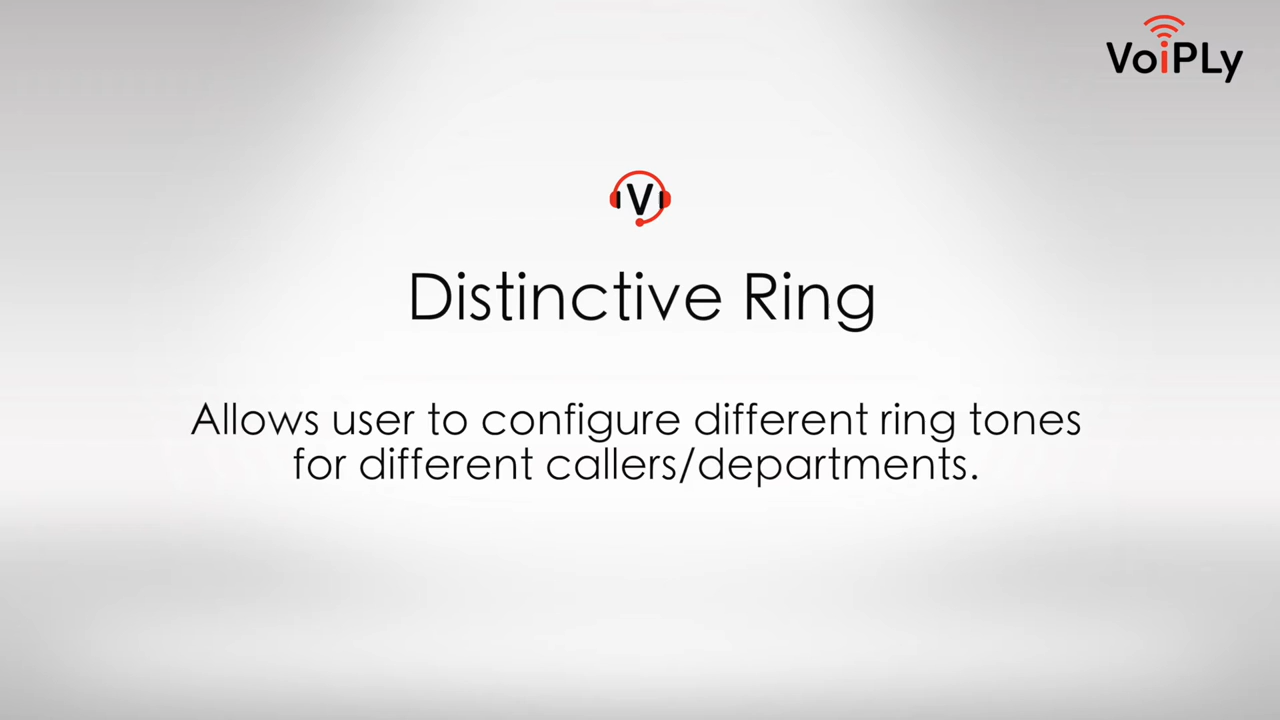 VoiPLy
V
Distinctive Ring
Allows user to configure different ring tones
for different callers/departments.